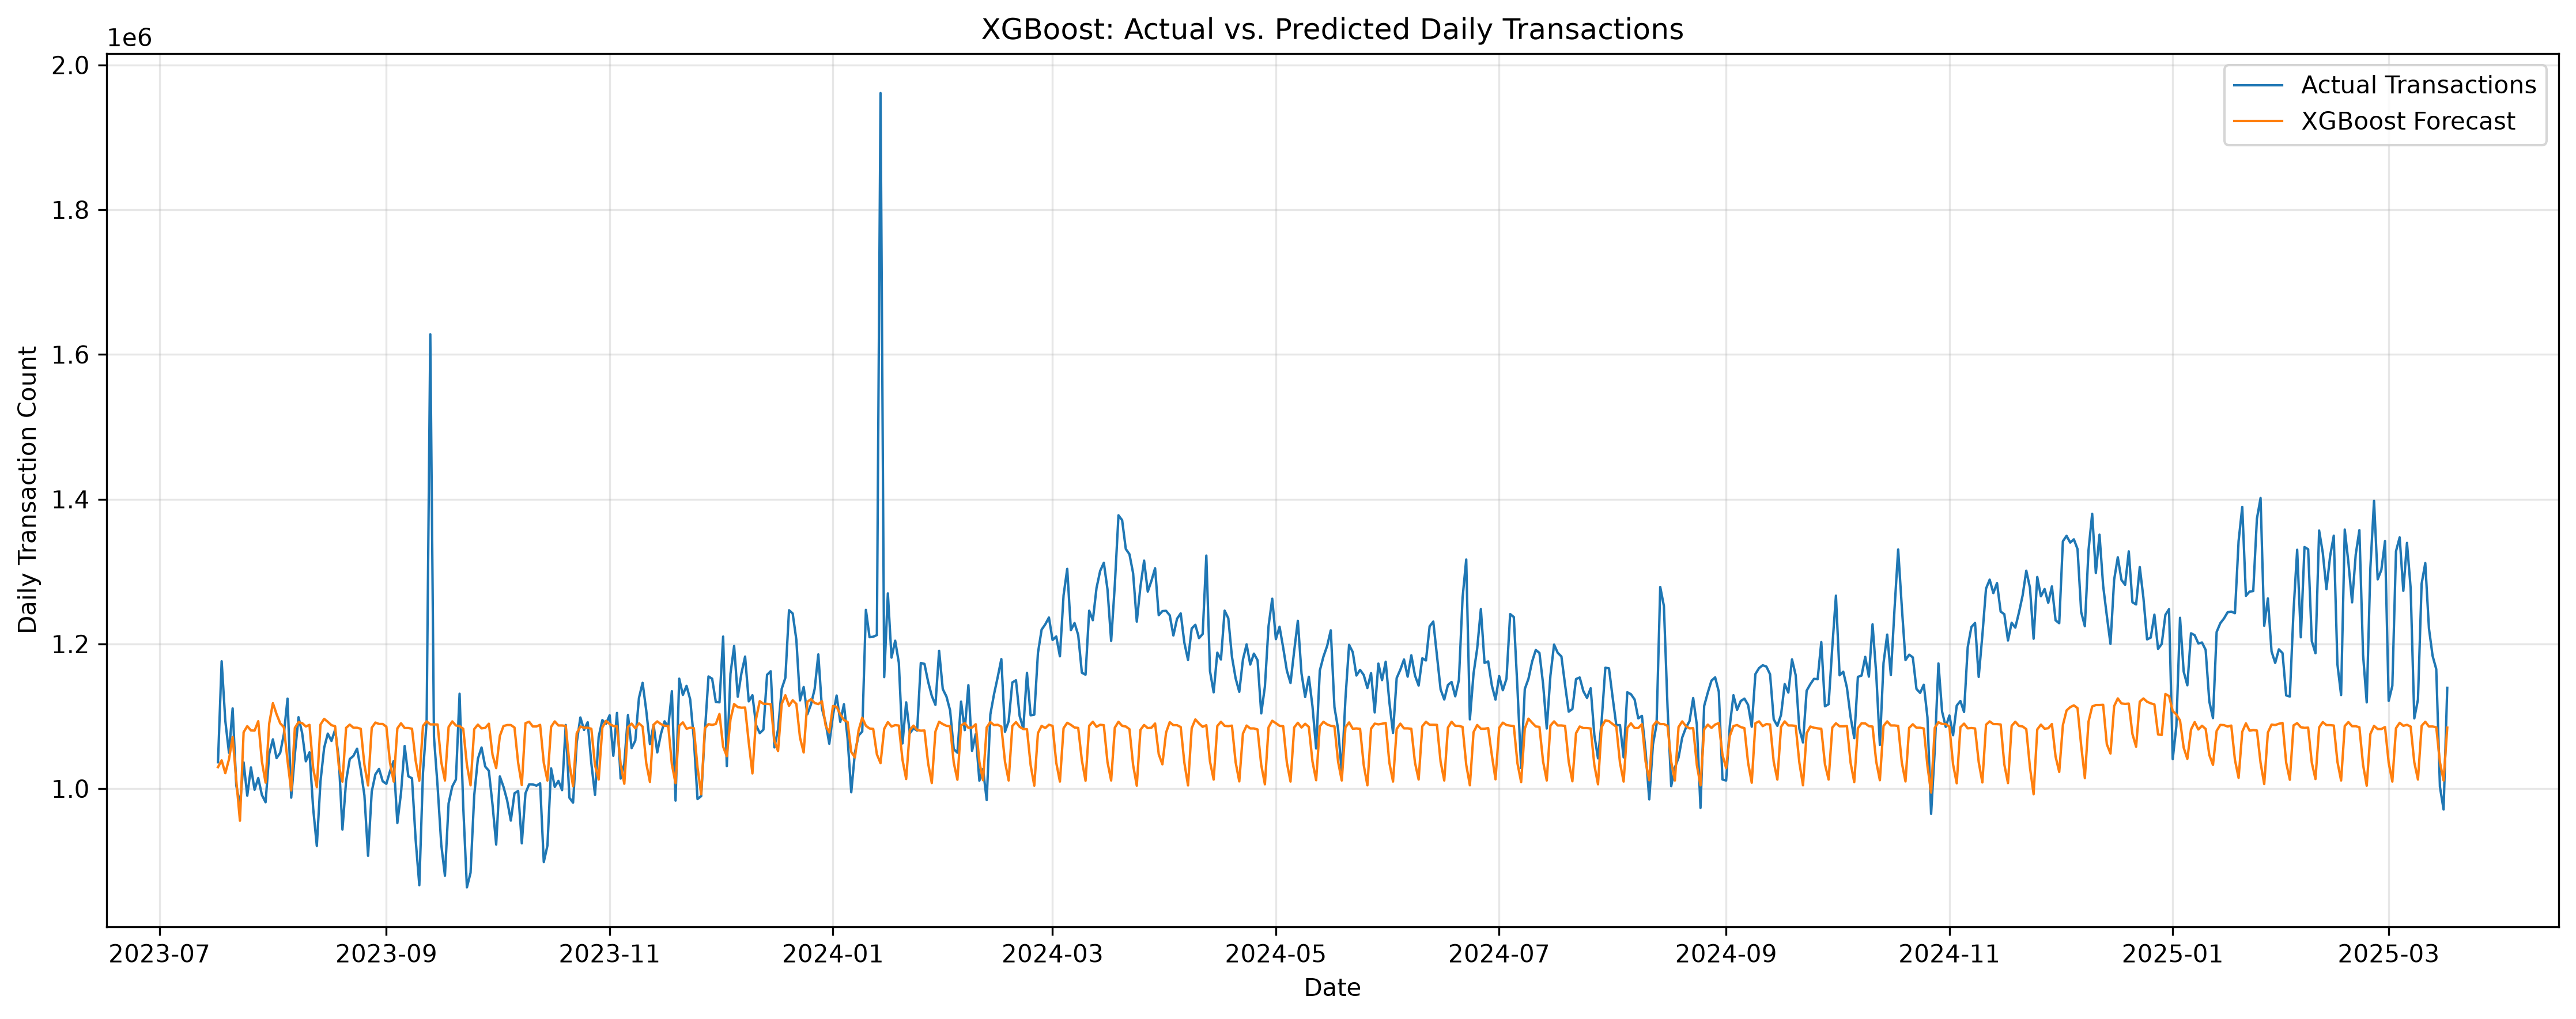 XGBoost: Actual vs. Predicted Daily Transactions
1e6
2.0
1.8
1.6
1.4
1.2
1.0
Daily Transaction Count
Actual Transactions
XGBoost Forecast
2023-07
2023-09
2023-11
2024-01
2024-03
2024-05
2024-07
2024-09
2024-11
2025-01
2025-03
Date